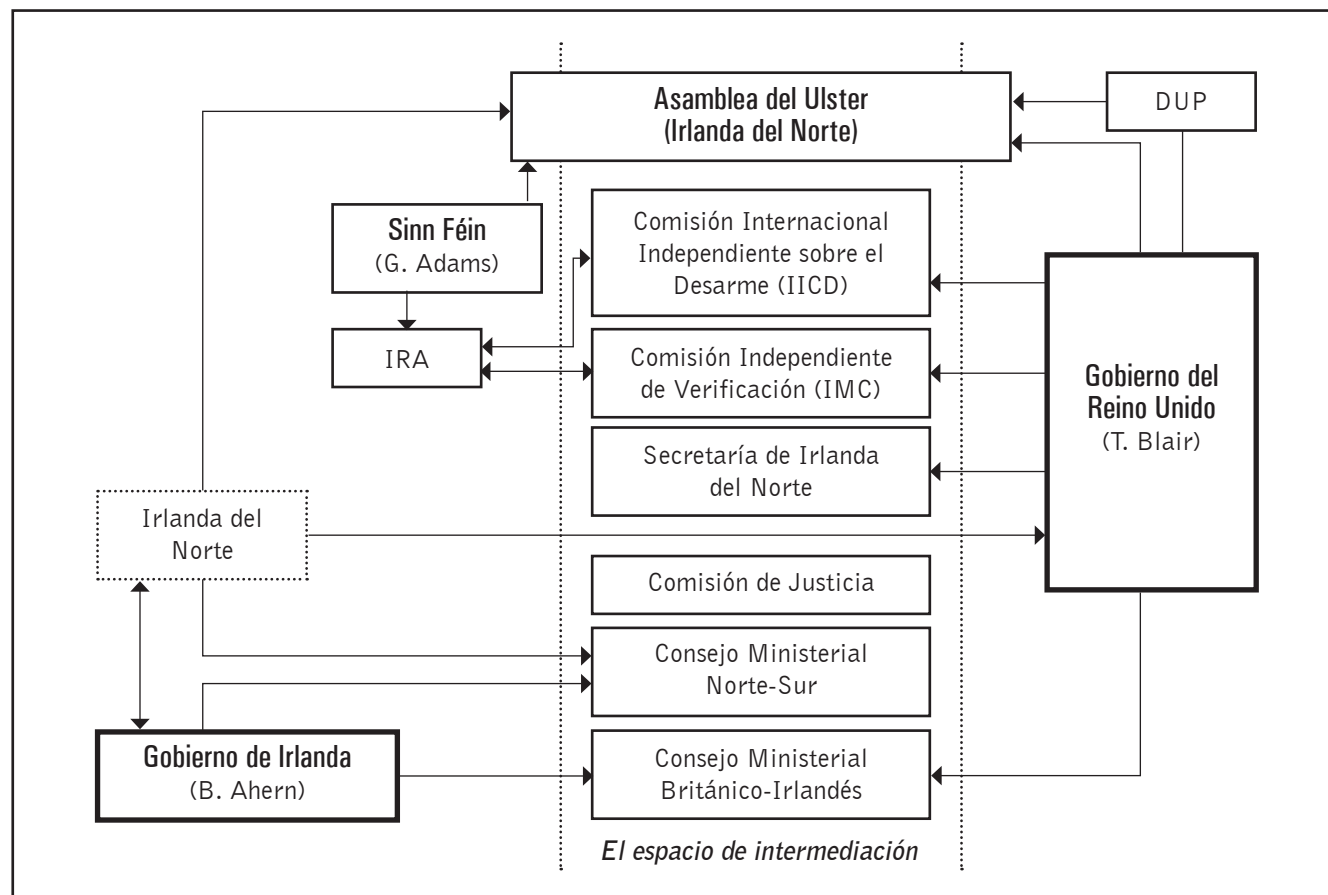 Asamblea del Ulster
(Irlanda del Norte)
DUP
Sinn Féin
(G. Adams)
Comisión Internacional
Independiente sobre el
Desarme (IICD)
IRA
Comisión Independiente
de Verificación (IMC)
Gobierno del
Reino Unido
(T. Blair)
Secretaría de Irlanda
del Norte
Irlanda del
Norte
Comisión de Justicia
Consejo Ministerial
Norte-Sur
Gobierno de Irlanda
(B. Ahern)
Consejo Ministerial
Británico-Irlandés
El espacio de intermediación